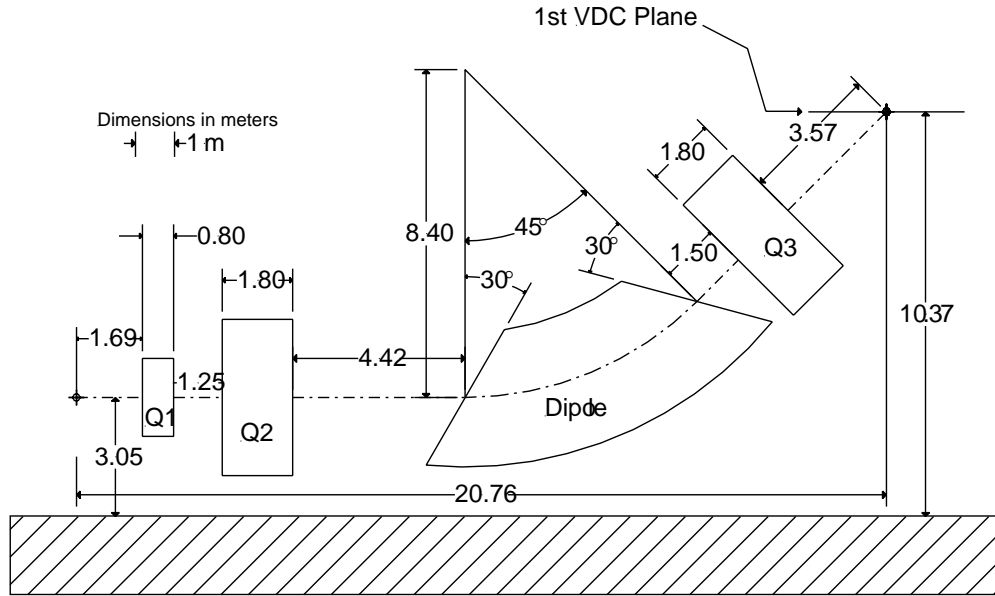 1st VDC Plane
Dimensions in meters
1 m
3.57
1.80
0.80
8.40
45°
30°
1.50
Q3
1.80
30°
10.37
1.69
4.42
1.25
Q1
Q2
Dipole
3.05
20.76